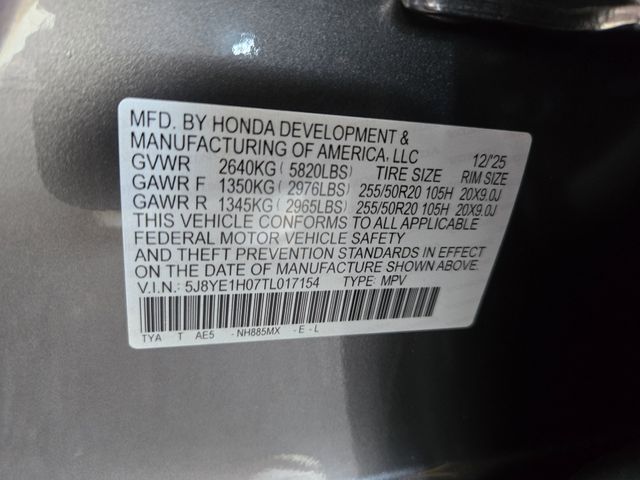 MFD. BY HONDA DEVELOPMENT &
MANUFACTURING OF AMERICA, LLC 12/'25
GVWR 2640KG ( 5820LBS) TIRE SIZE RIM SIZE
GAWR F 1350KG ( 2976LBS) 255/50R20 105H 20X9.0J
GAWR R 1345KG ( 2965LBS) 255/50R20 105H 20X9.0J
THIS VEHICLE CONFORMS TO ALL APPLICABLE
FEDERAL MOTOR VEHICLE SAFETY
AND THEFT PREVENTION STANDARDS IN EFFECT
ON THE DATE OF MANUFACTURE SHOWN ABOVE.
V.I.N.: 5J8YE1H07TL017154 TYPE: MPV
TYA T AE5 - NH885MX - E - L